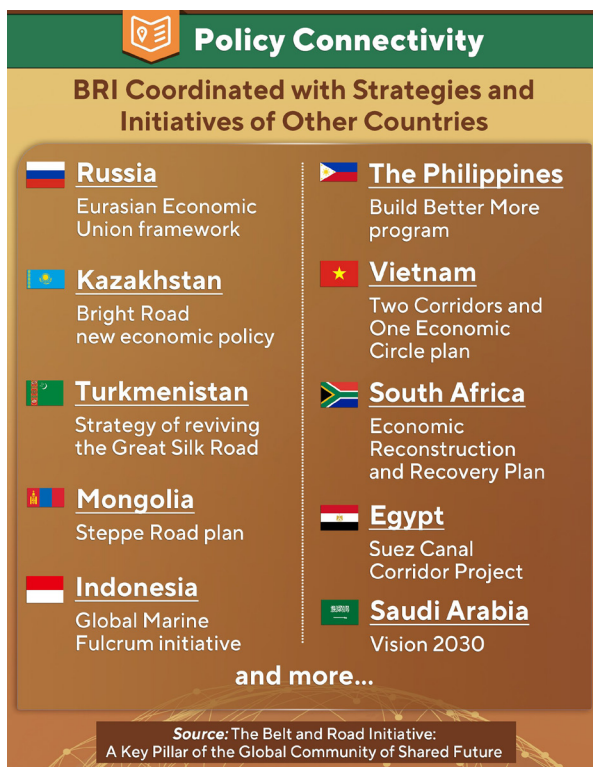 Policy Connectivity
BRI Coordinated with Strategies and
Initiatives of Other Countries
Russia
Eurasian Economic
Union framework
Kazakhstan
Bright Road
new economic policy
Turkmenistan
Strategy of reviving
the Great Silk Road
Mongolia
Steppe Road plan
Indonesia
Global Marine
Fulcrum initiative
The Philippines
Build Better More
program
Vietnam
Two Corridors and
One Economic
Circle plan
South Africa
Economic
Reconstruction
and Recovery Plan
Egypt
Suez Canal
Corridor Project
Saudi Arabia
Vision 2030
and more...
Source: The Belt and Road Initiative:
A Key Pillar of the Global Community of Shared Future